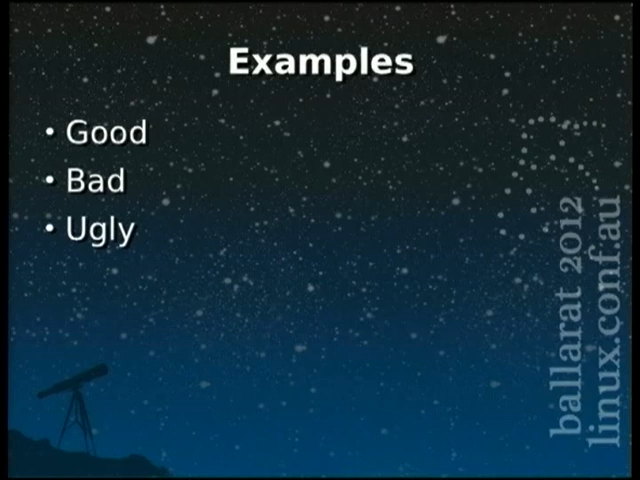 Examples
• Good
• Bad
• Ugly
ballarat 2012
linux.conf.au